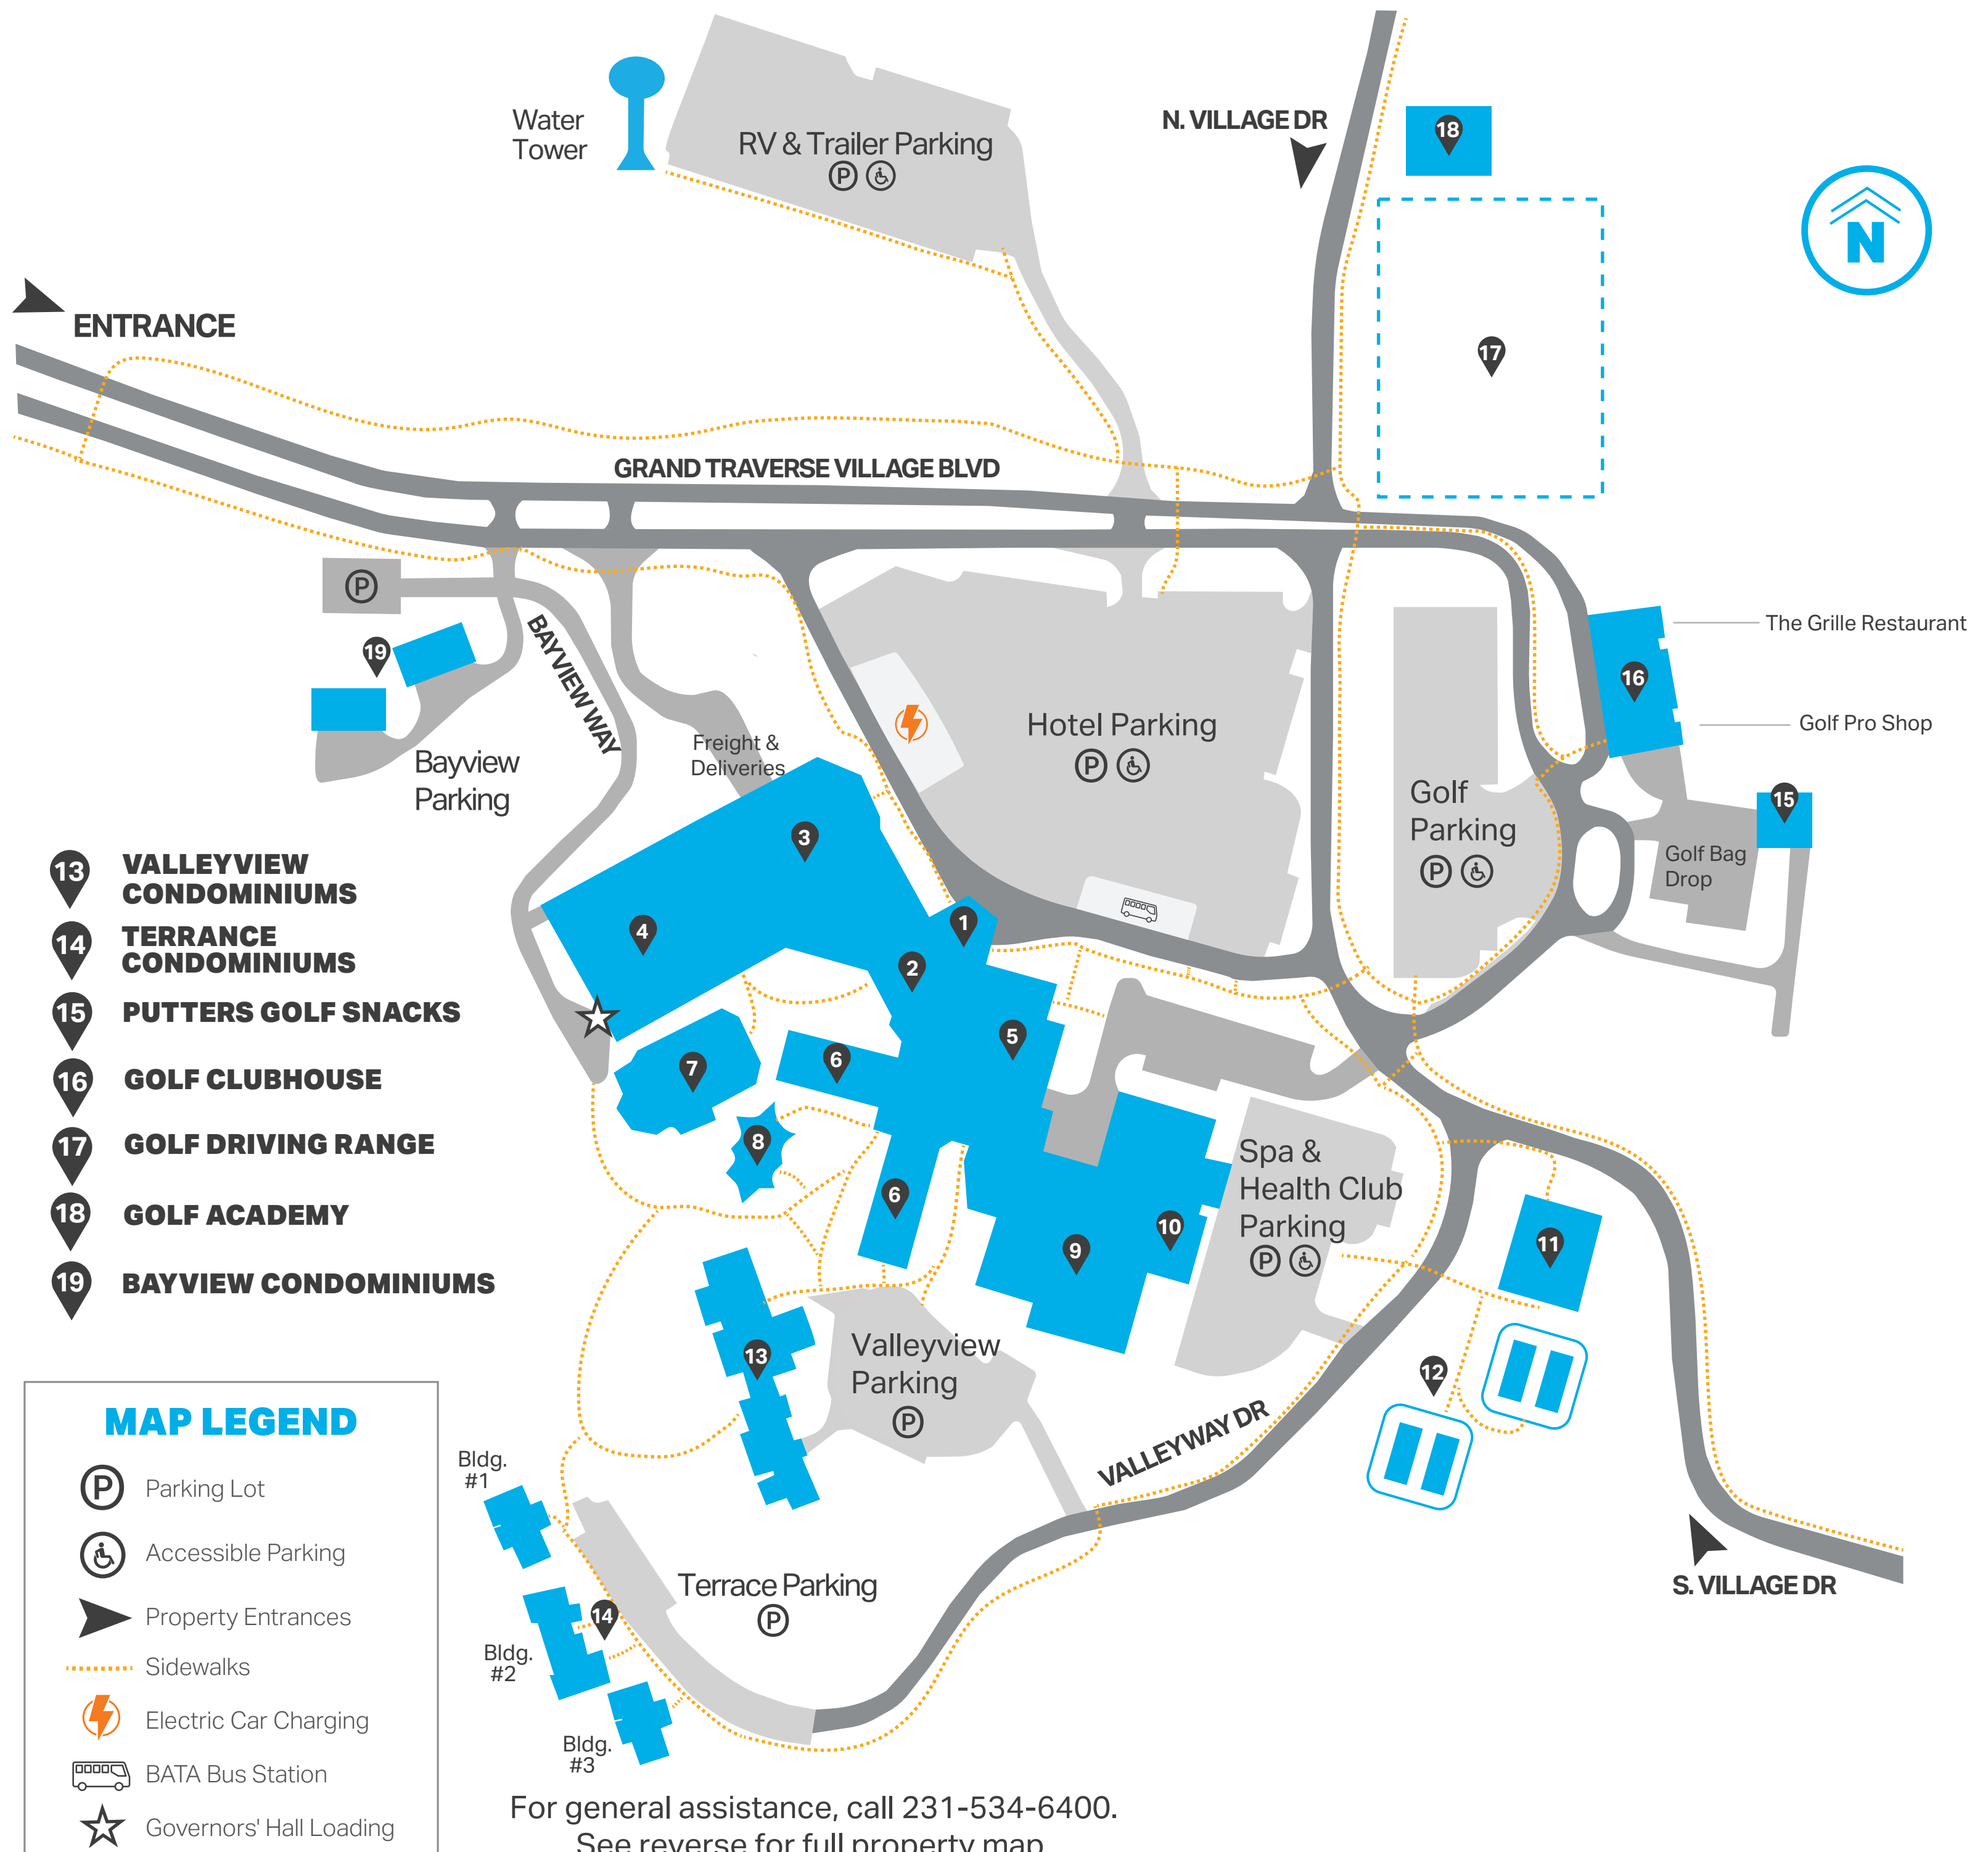 Water
Tower
RV & Trailer Parking
P
N. VILLAGE DR
18
N
17
ENTRANCE
GRAND TRAVERSE VILLAGE BLVD
P
19
BAYVIEW WAY
Bayview
Parking
Freight &
Deliveries
Hotel Parking
P
The Grille Restaurant
16
Golf Pro Shop
Golf
Parking
P
15
Golf Bag
Drop
3
4
1
2
5
6
7
8
6
9
10
Spa &
Health Club
Parking
P
11
12
13
Valleyview
Parking
P
VALLEYWAY DR
S. VILLAGE DR
Bldg.
#1
Terrace Parking
P
14
Bldg.
#2
Bldg.
#3
13 VALLEYVIEW
CONDOMINIUMS
14 TERRANCE
CONDOMINIUMS
15 PUTTERS GOLF SNACKS
16 GOLF CLUBHOUSE
17 GOLF DRIVING RANGE
18 GOLF ACADEMY
19 BAYVIEW CONDOMINIUMS
MAP LEGEND
P Parking Lot
Accessible Parking
Property Entrances
Sidewalks
Electric Car Charging
BATA Bus Station
Governors' Hall Loading
For general assistance, call 231-534-6400.
See reverse for full property map